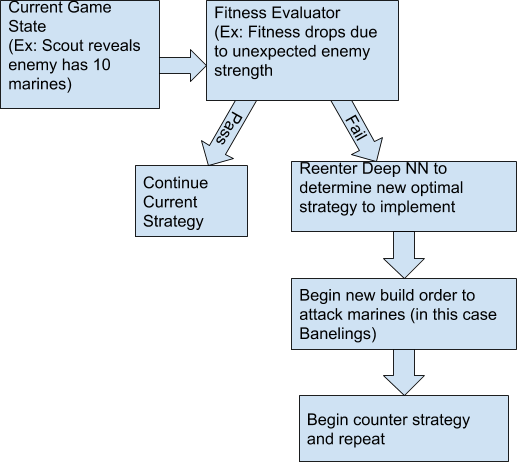 Current Game
State
(Ex: Scout reveals
enemy has 10
marines)
Fitness Evaluator
(Ex: Fitness drops due
to unexpected enemy
strength
Pass
Fail
Continue
Current
Strategy
Reenter Deep NN to
determine new optimal
strategy to implement
Begin new build order to
attack marines (in this case
Banelings)
Begin counter strategy
and repeat